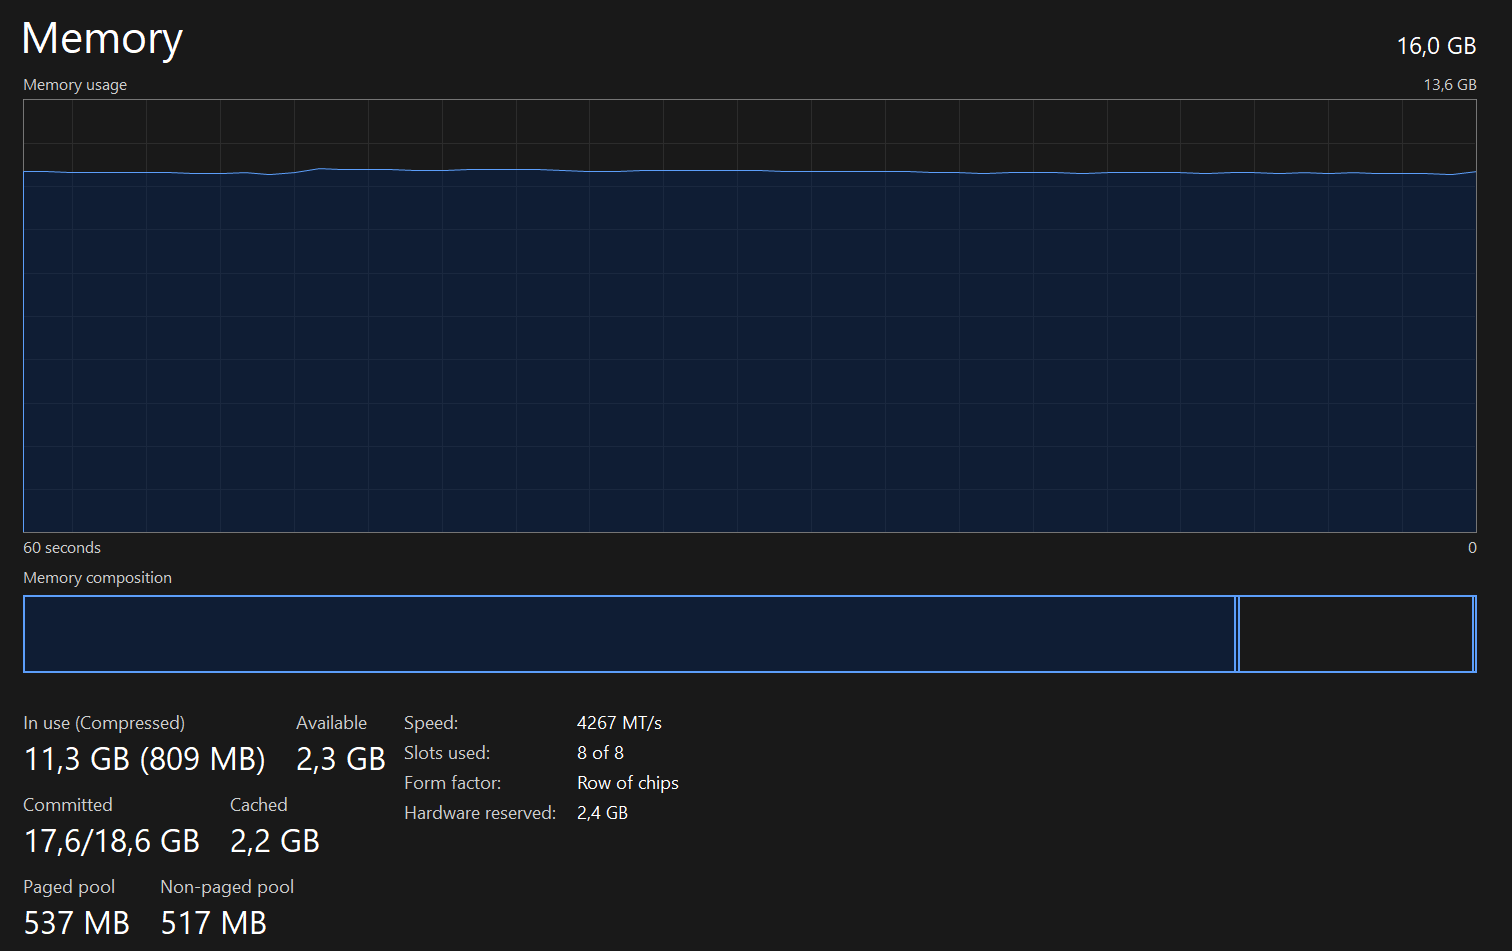 Memory
16,0 GB
Memory usage
13,6 GB
60 seconds
0
Memory composition
In use (Compressed)
11,3 GB (809 MB)
Available
2,3 GB
Committed
17,6/18,6 GB
Cached
2,2 GB
Paged pool
537 MB
Non-paged pool
517 MB
Speed: 4267 MT/s
Slots used: 8 of 8
Form factor: Row of chips
Hardware reserved: 2,4 GB